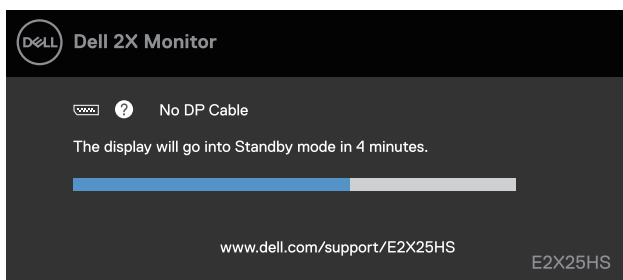 DELL Dell 2X Monitor
? No DP Cable
The display will go into Standby mode in 4 minutes.
www.dell.com/support/E2X25HS
E2X25HS